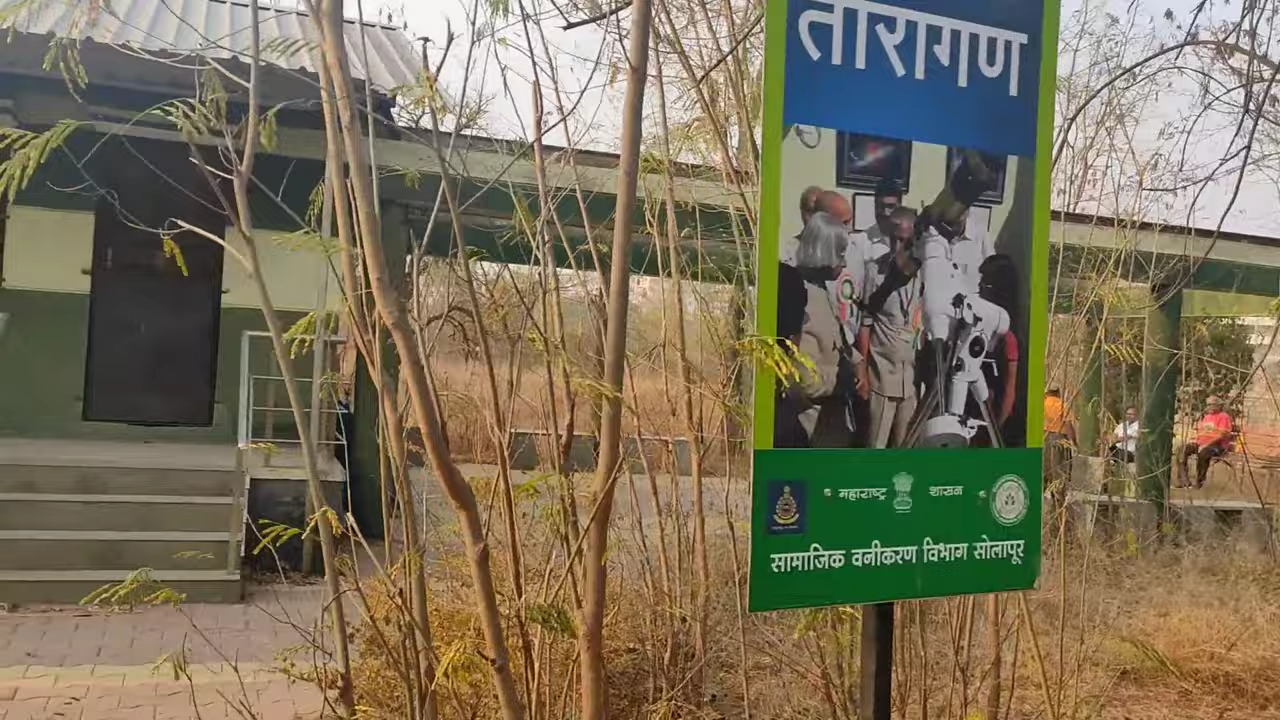 तारागण
महाराष्ट्र शासन
सामाजिक वनीकरण विभाग सोलापूर